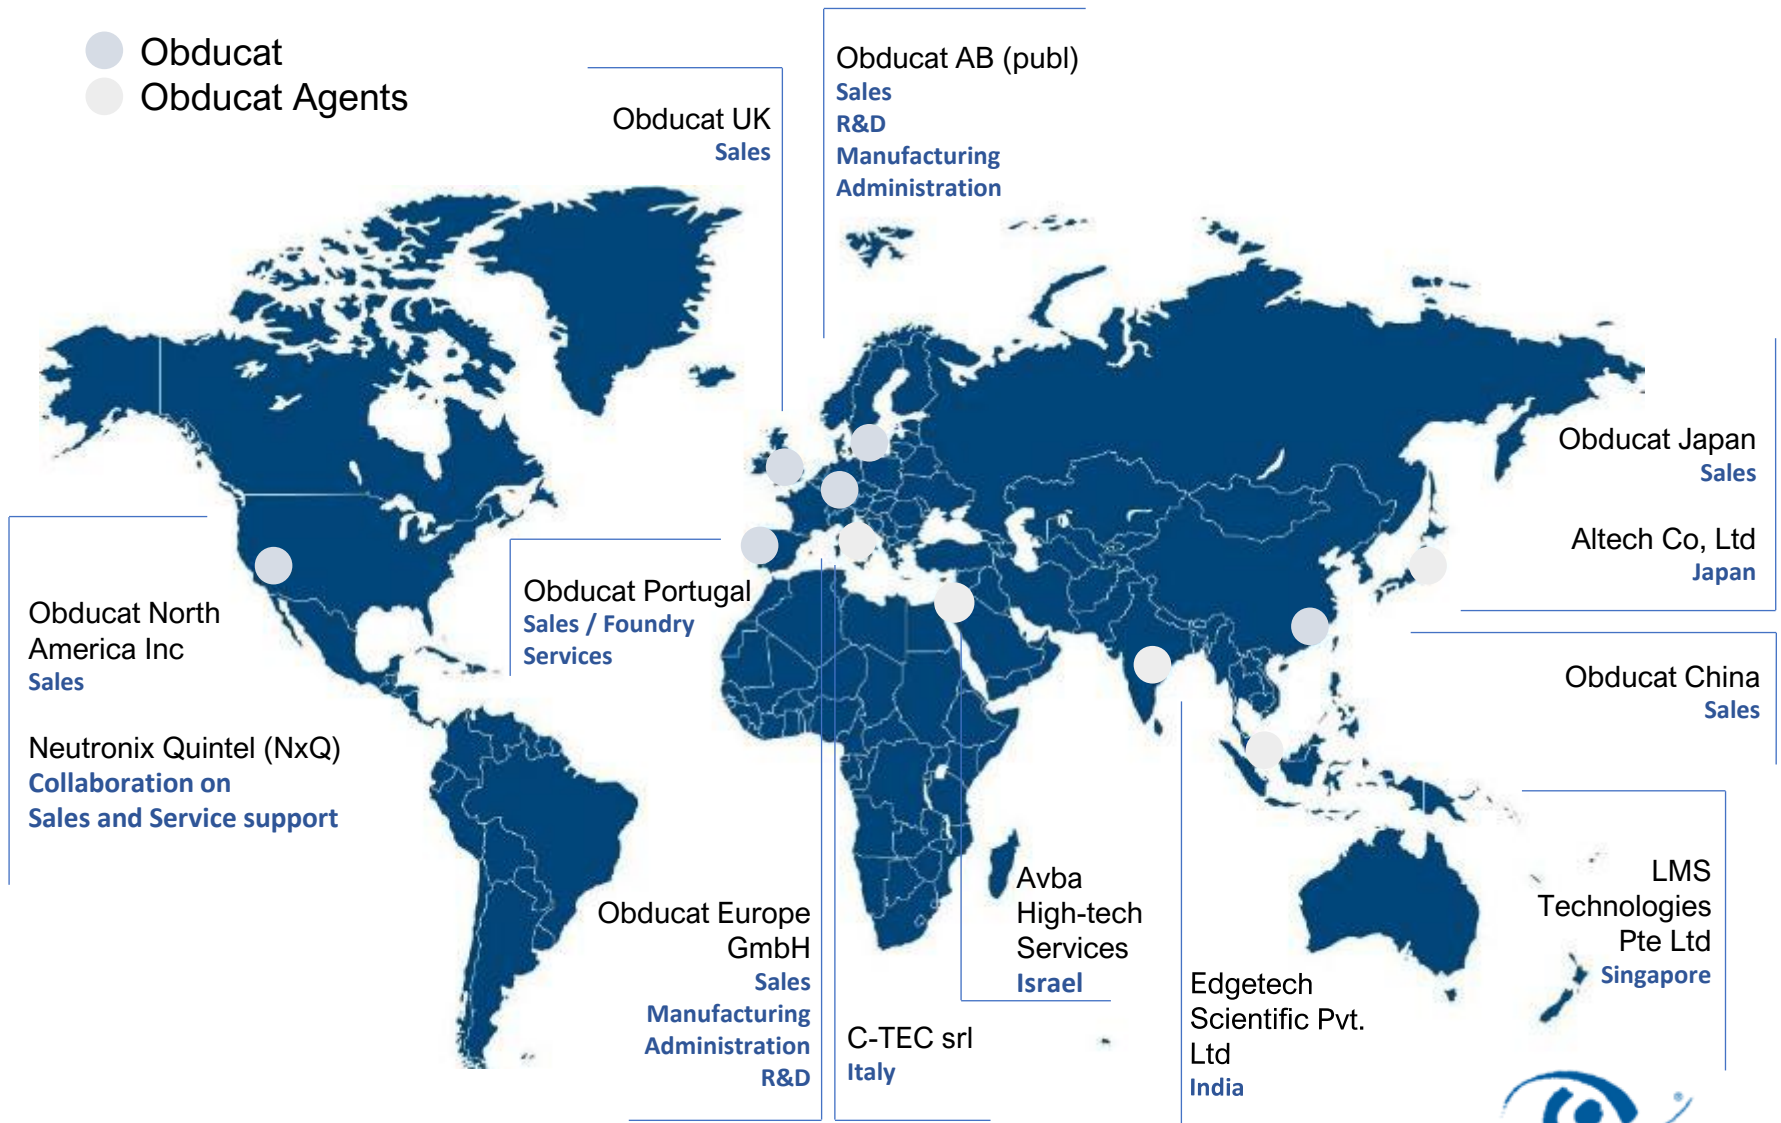 Obducat
Obducat Agents
Obducat UK
Sales
Obducat AB (publ)
Sales
R&D
Manufacturing
Administration
Obducat Japan
Sales
Altech Co, Ltd
Japan
Obducat North
America Inc
Sales
Neutronix Quintel (NxQ)
Collaboration on
Sales and Service support
Obducat Portugal
Sales / Foundry
Services
Obducat China
Sales
Obducat Europe
GmbH
Sales
Manufacturing
Administration
R&D
C-TEC srl
Italy
Avba
High-tech
Services
Israel
Edgetech
Scientific Pvt.
Ltd
India
LMS
Technologies
Pte Ltd
Singapore
®